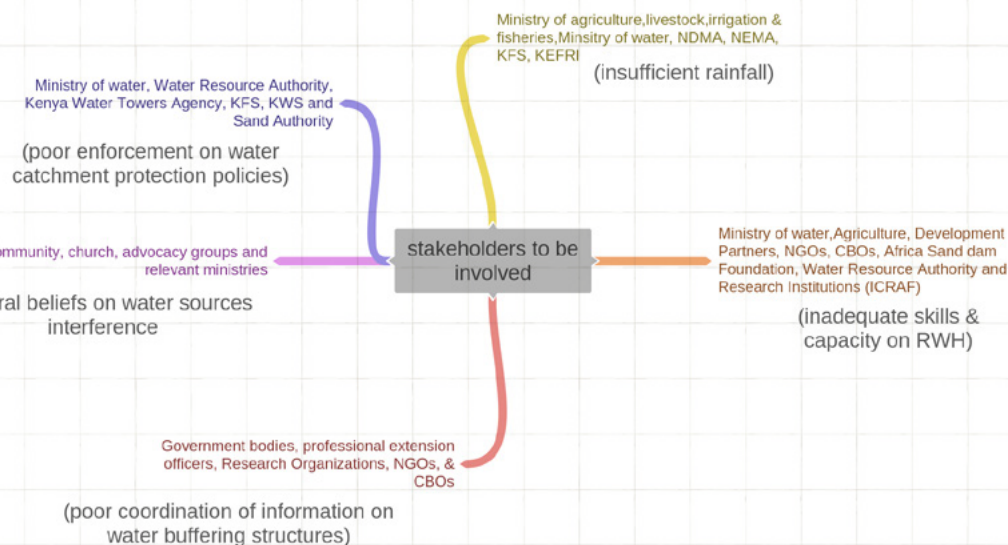 Ministry of agriculture,livestock,irrigation &
fisheries,Minsitry of water, NDMA, NEMA,
KFS, KEFRI
(insufficient rainfall)
Ministry of water, Water Resource Authority,
Kenya Water Towers Agency, KFS, KWS and
Sand Authority
(poor enforcement on water
catchment protection policies)
stakeholders to be
involved
church, advocacy groups and
relevant ministries
beliefs on water sources
interference
Ministry of water,Agriculture, Development
Partners, NGOs, CBOs, Africa Sand dam
Foundation, Water Resource Authority and
Research Institutions (ICRAF)
(inadequate skills &
capacity on RWH)
Government bodies, professional extension
officers, Research Organizations, NGOs, &
CBOs
(poor coordination of information on
water buffering structures)